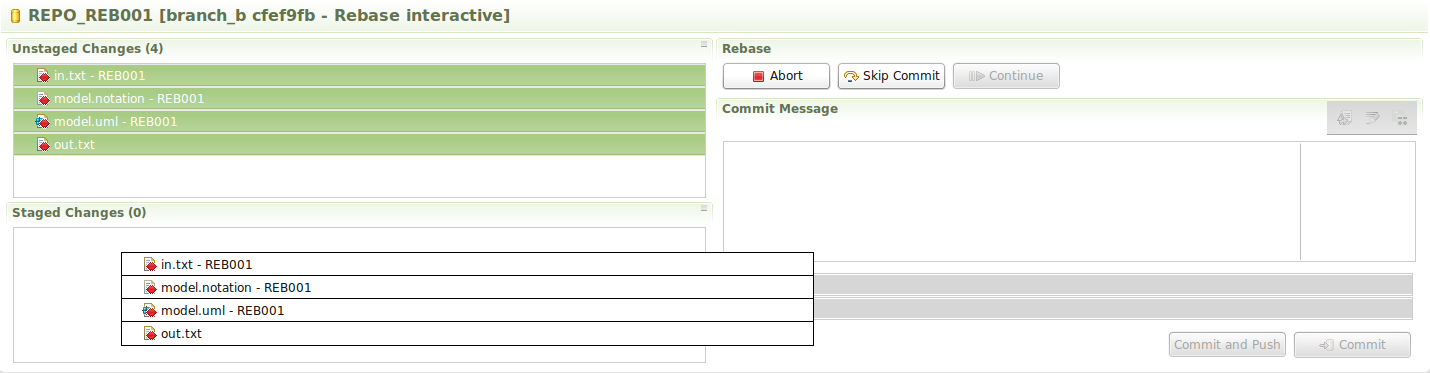 REPO_REB001 [branch_b cfef9fb - Rebase interactive]
Unstaged Changes (4)
in.txt - REB001
model.notation - REB001
model.uml - REB001
out.txt
Staged Changes (0)
in.txt - REB001
model.notation - REB001
model.uml - REB001
out.txt
Rebase
Abort
Skip Commit
Continue
Commit Message
Commit and Push
Commit